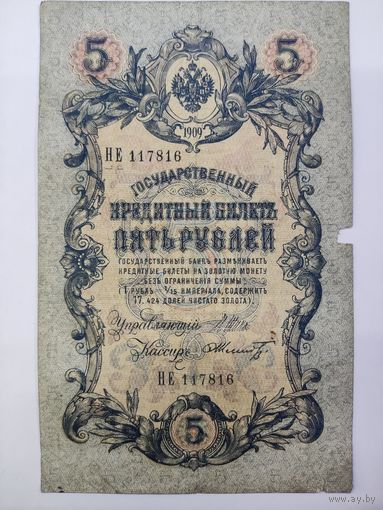 5 5
1909
НЕ 117816
ГОСУДАРСТВЕННЫЙ
КРЕДИТНЫЙ БИЛЕТЪ
ПЯТЬ РУБЛЕЙ
ГОСУДАРСТВЕННЫЙ БАНКЪ РАЗМѢНИВАЕТЪ
КРЕДИТНЫЕ БИЛЕТЫ НА ЗОЛОТУЮ МОНЕТУ
БЕЗЪ ОГРАНИЧЕНІЯ СУММЫ
(1 РУБЛЬ = 1/15 ИМПЕРІАЛА, СОДЕРЖИТЪ
17,424 ДОЛЕЙ ЧИСТАГО ЗОЛОТА).
Управляющій
Кассиръ
НЕ 117816
5
www.ay.by